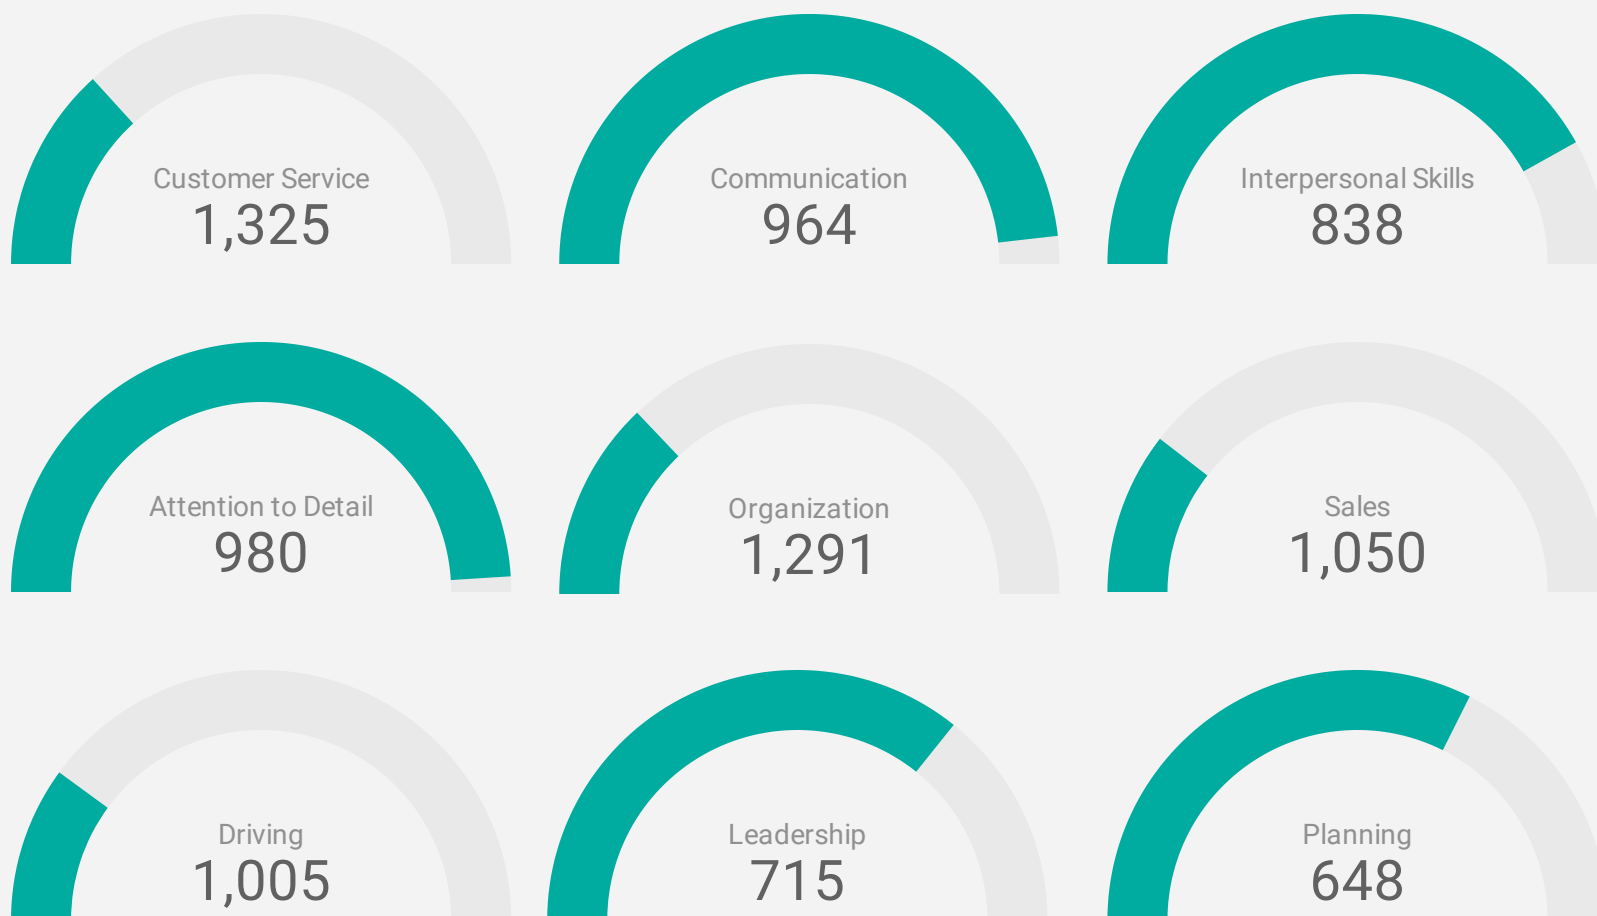 Customer Service
1,325
Communication
964
Interpersonal Skills
838
Attention to Detail
980
Organization
1,291
Sales
1,050
Driving
1,005
Leadership
715
Planning
648